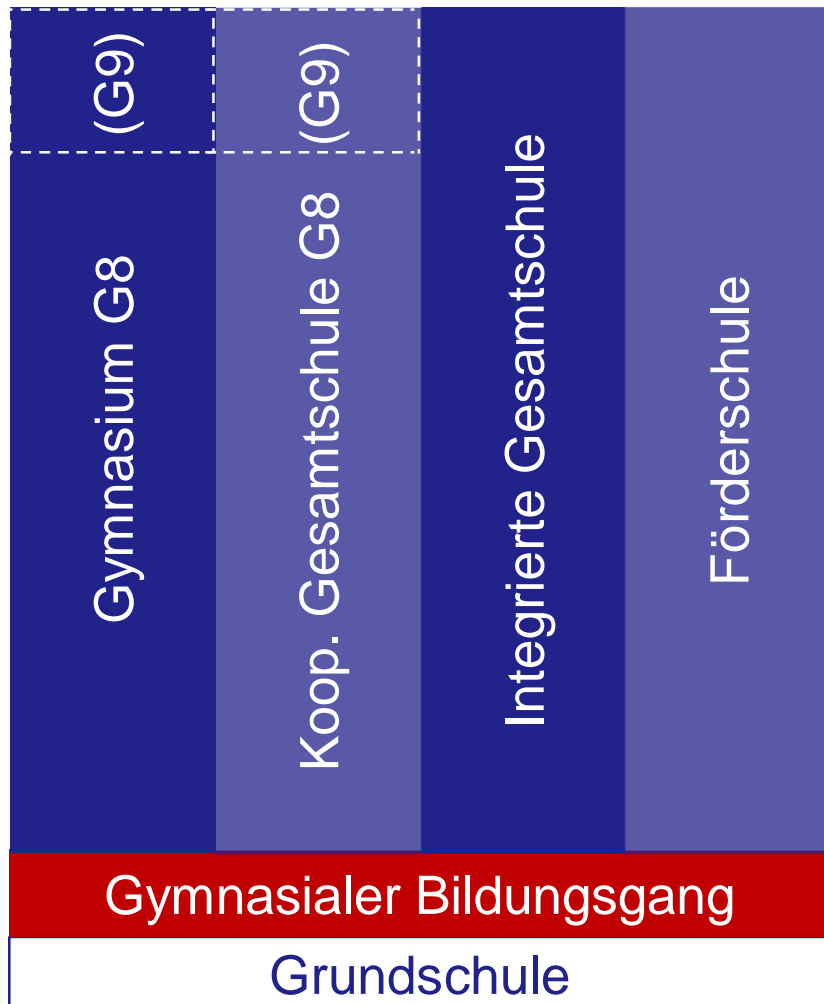 (G9)
Gymnasium G8
(G9)
Koop. Gesamtschule G8
Integrierte Gesamtschule
Förderschule
Gymnasialer Bildungsgang
Grundschule